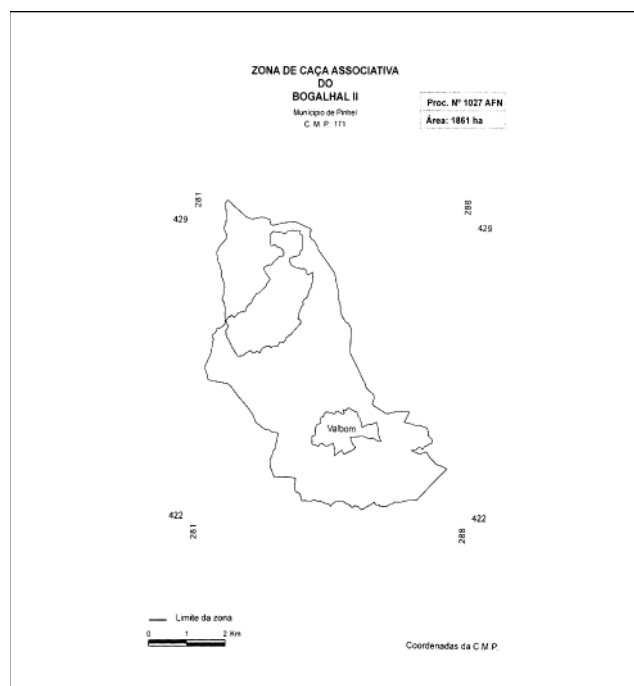 ZONA DE CAÇA ASSOCIATIVA
DO
BOGALHAL II
Município de Pinhel
C. M. P. 171
Proc. Nº 1027 AFN
Área: 1861 ha
281
288
429
429
Valbom
422
422
281
288
Limite da zona
0 1 2 Km
Coordenadas da C.M.P.